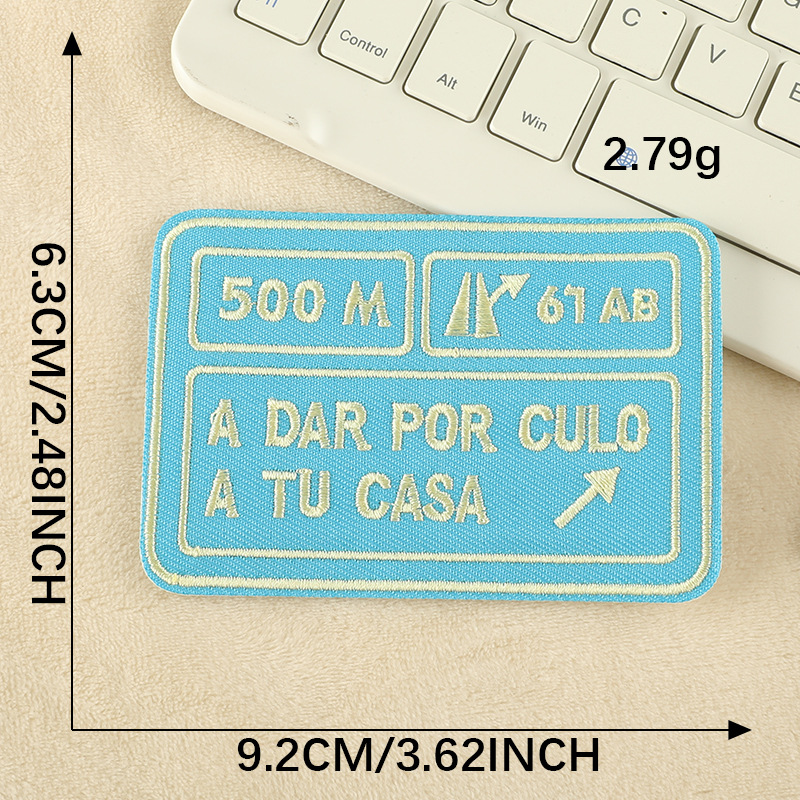 Control
Alt
Win
C
V
2.79g
6.3CM/2.48INCH
500 M
61 AB
A DAR POR CULO
A TU CASA
9.2CM/3.62INCH